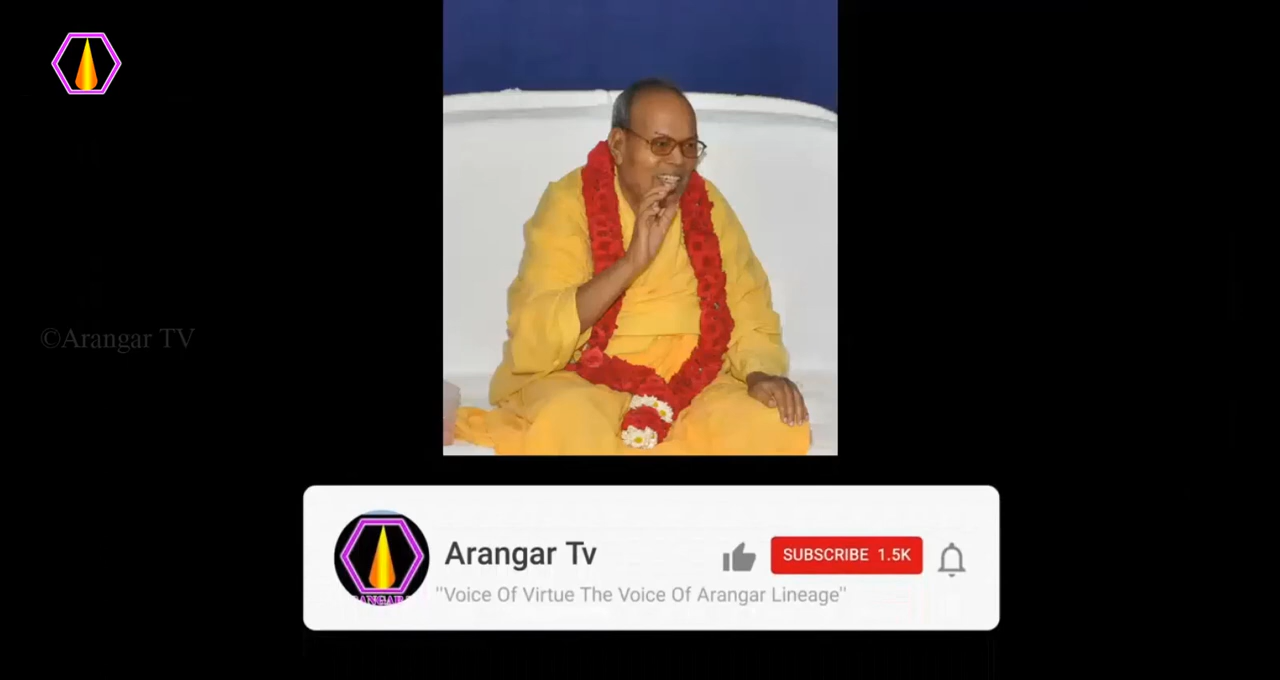 ©Arangar TV
Arangar Tv
SUBSCRIBE 1.5K
"Voice Of Virtue The Voice Of Arangar Lineage"